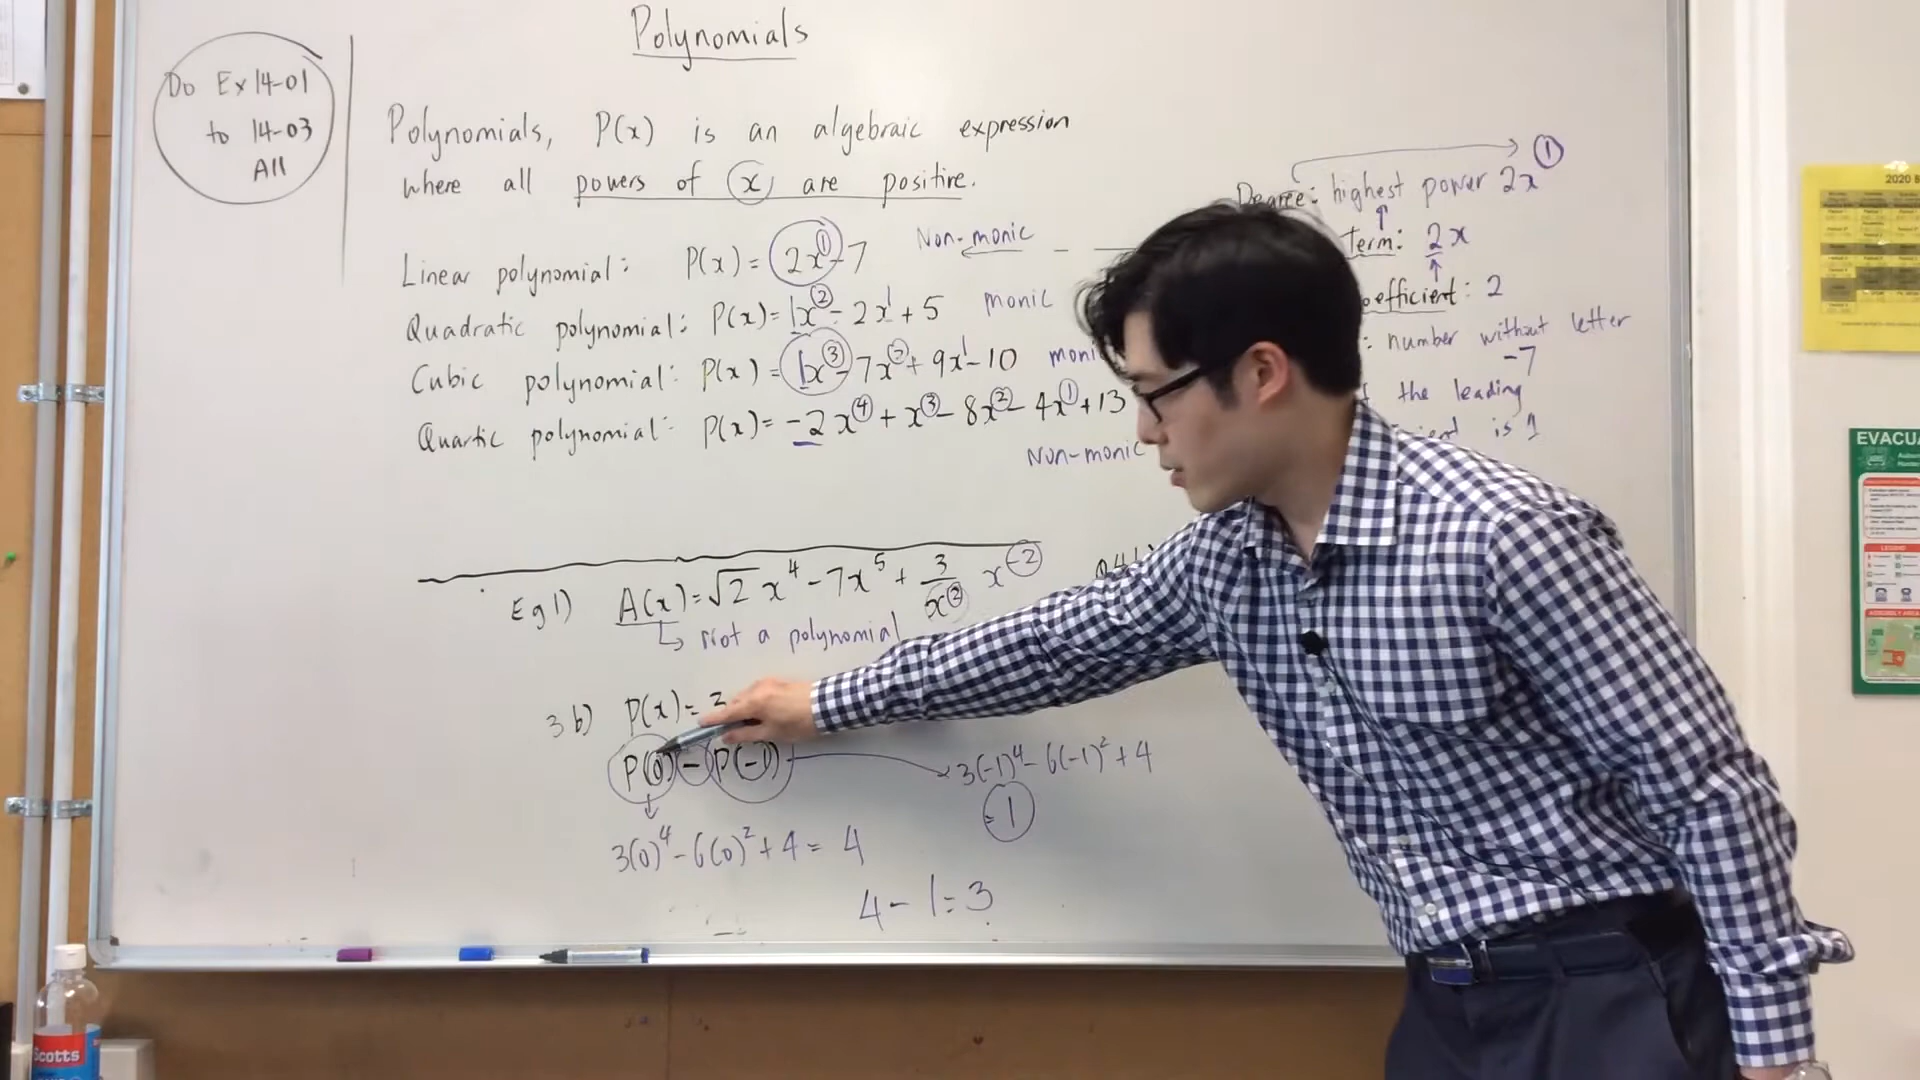 Polynomials
Do Ex 14-01
to 14-03
All
Polynomials, P(x) is an algebraic expression
where all powers of x are positive.
Linear polynomial: P(x) = 2x¹ - 7 Non-monic
Quadratic polynomial: P(x) = 1x² - 2x¹ + 5 monic
Cubic polynomial: P(x) = 1x³ - 7x² + 9x¹ - 10 monic
Quartic polynomial: P(x) = -2x⁴ + x³ - 8x² - 4x¹ + 13
Non-monic
Degree: highest power 2x¹
term: 2x
: 2
: number without letter
-7
the leading
is 1
Eg 1) A(x) = √2 x⁴ - 7x⁵ + 3/x² x⁻²
Not a polynomial
3 b) P(x) = 3
P(0) - P(-1)
3(-1)⁴ - 6(-1)² + 4
= 1
3(0)⁴ - 6(0)² + 4 = 4
4 - 1 = 3
2020
EVACUA
LEGEND
Scotts